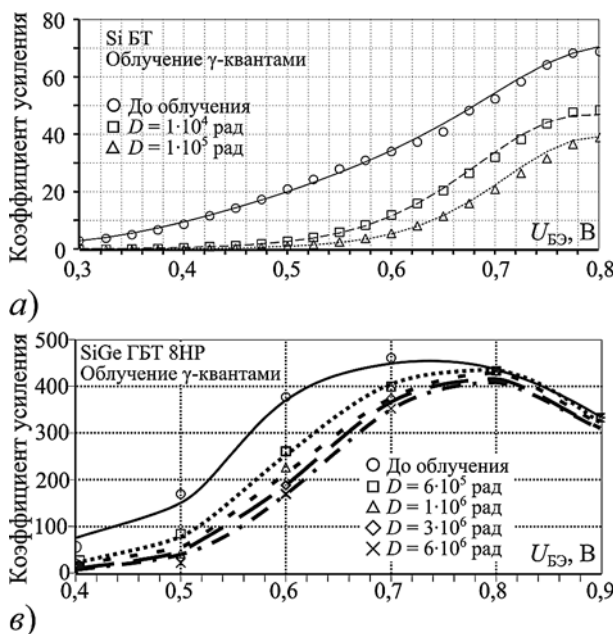 80
60
40
20
0
Коэффициент усиления
Si БТ
Облучение γ-квантами
До облучения
D = 1·10⁴ рад
D = 1·10⁵ рад
0,3 0,4 0,5 0,6 0,7 0,8
U_БЭ, В
а)
500
400
300
200
100
0
Коэффициент усиления
SiGe ГБТ 8HP
Облучение γ-квантами
До облучения
D = 6·10⁵ рад
D = 1·10⁶ рад
D = 3·10⁶ рад
D = 6·10⁶ рад
U_БЭ, В
0,4 0,5 0,6 0,7 0,8 0,9
в)